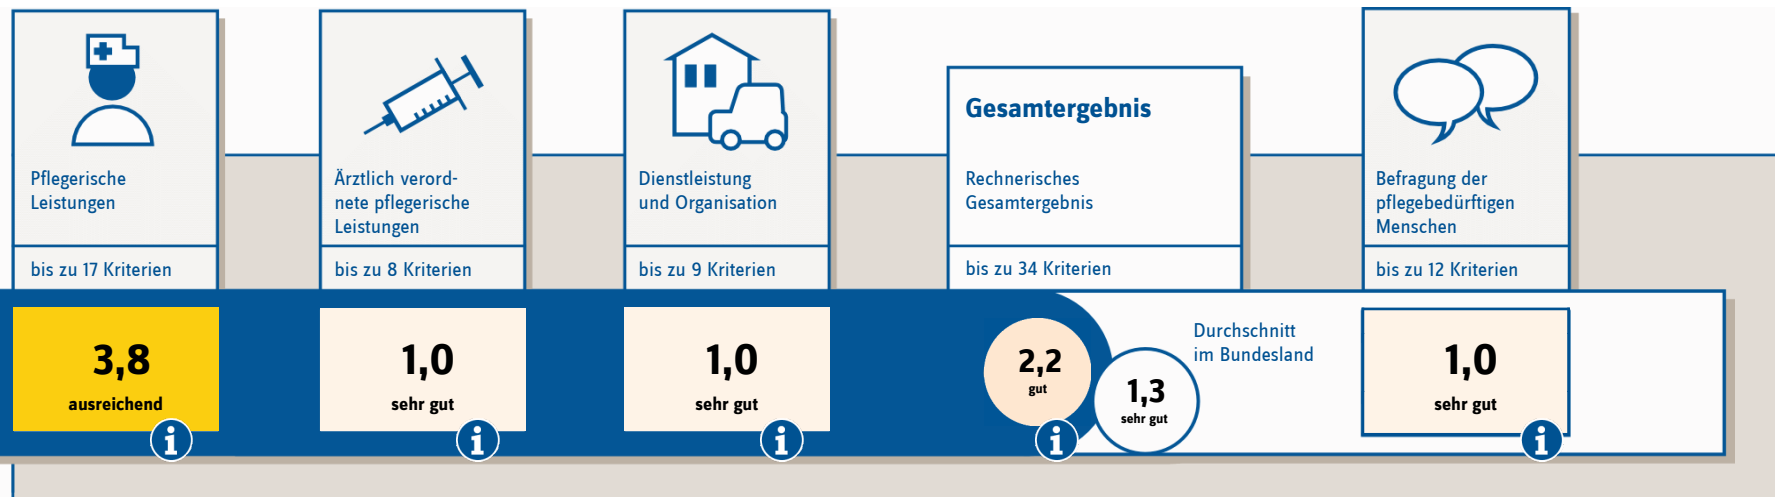 Pflegerische
Leistungen
bis zu 17 Kriterien
3,8
ausreichend
i
Ärztlich verord-
nete pflegerische
Leistungen
bis zu 8 Kriterien
1,0
sehr gut
i
Dienstleistung
und Organisation
bis zu 9 Kriterien
1,0
sehr gut
i
Gesamtergebnis
Rechnerisches
Gesamtergebnis
bis zu 34 Kriterien
2,2
gut
i
1,3
sehr gut
Durchschnitt
im Bundesland
Befragung der
pflegebedürftigen
Menschen
bis zu 12 Kriterien
1,0
sehr gut
i